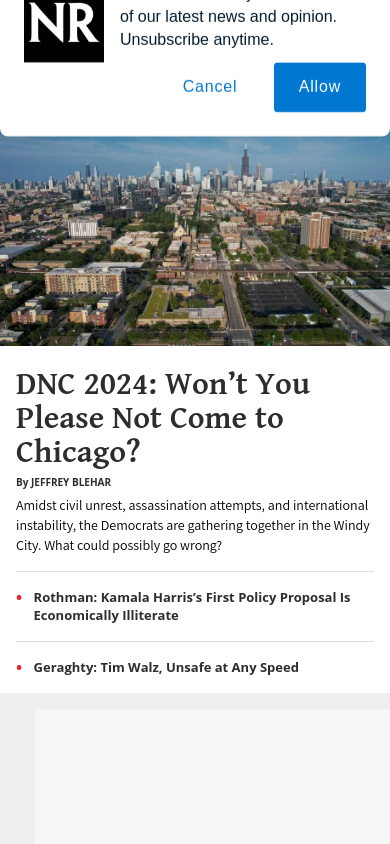 NR
of our latest news and opinion.
Unsubscribe anytime.
Cancel
Allow
DNC 2024: Won’t You
Please Not Come to
Chicago?
By JEFFREY BLEHAR
Amidst civil unrest, assassination attempts, and international
instability, the Democrats are gathering together in the Windy
City. What could possibly go wrong?
• Rothman: Kamala Harris’s First Policy Proposal Is
Economically Illiterate
• Geraghty: Tim Walz, Unsafe at Any Speed